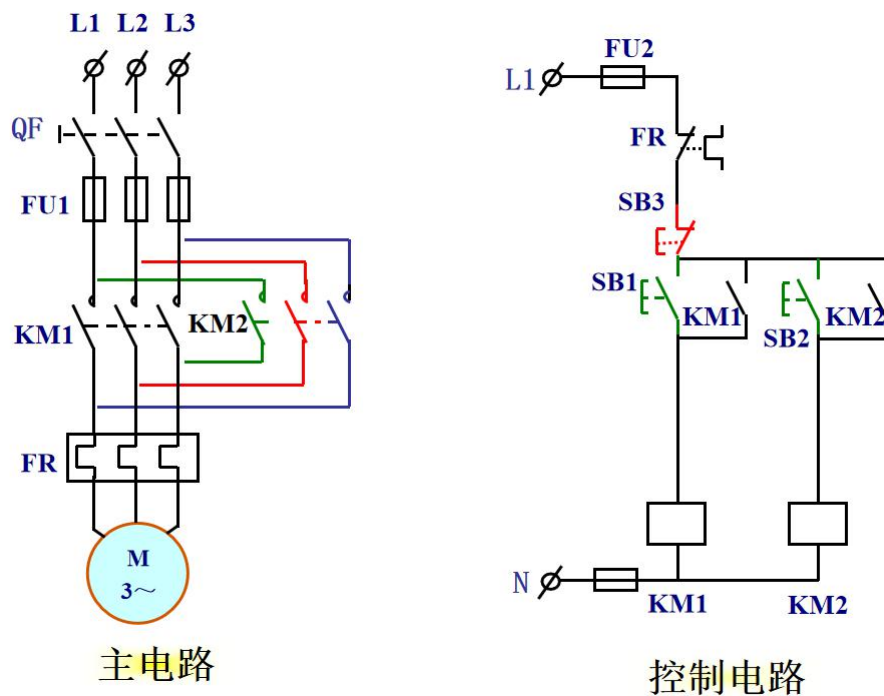 L1 L2 L3
QF
FU1
KM1
KM2
FR
M
3～
主电路
FU2
L1
FR
SB3
SB1
KM1
KM2
SB2
N
KM1
KM2
控制电路